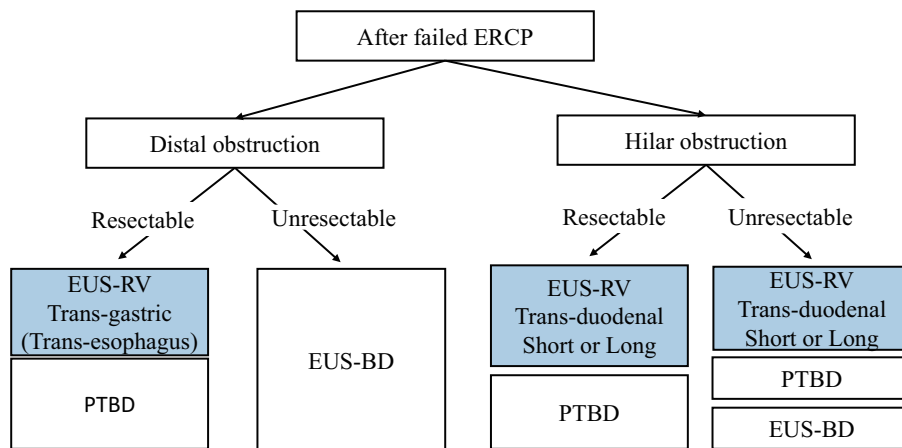 After failed ERCP
Distal obstruction
Hilar obstruction
Resectable
Unresectable
Resectable
Unresectable
EUS-RV
Trans-gastric
(Trans-esophagus)
PTBD
EUS-BD
EUS-RV
Trans-duodenal
Short or Long
PTBD
EUS-RV
Trans-duodenal
Short or Long
PTBD
EUS-BD